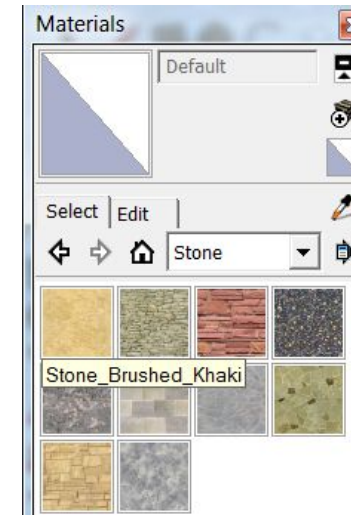 Materials
Default
Select
Edit
Stone
Stone_Brushed_Khaki